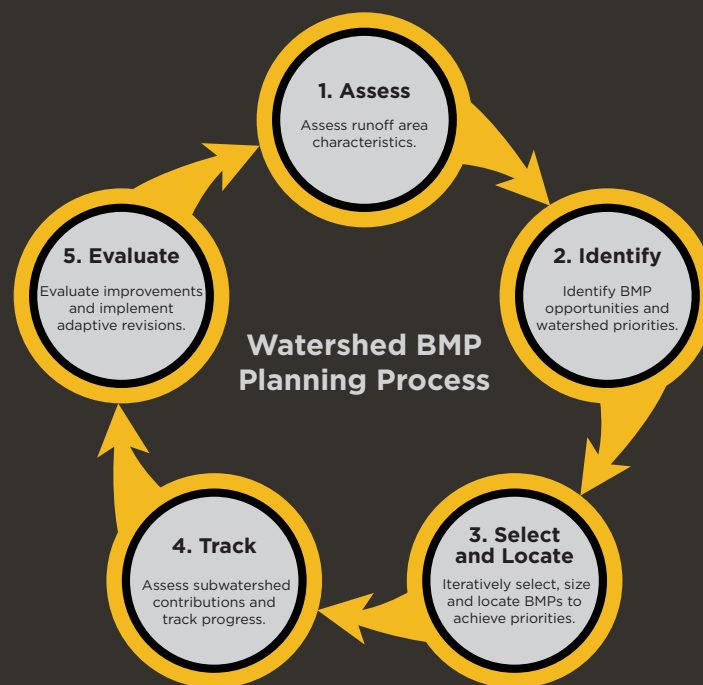 1. Assess
Assess runoff area
characteristics.
2. Identify
Identify BMP
opportunities and
watershed priorities.
3. Select
and Locate
Iteratively select, size
and locate BMPs to
achieve priorities.
4. Track
Assess subwatershed
contributions and
track progress.
5. Evaluate
Evaluate improvements
and implement
adaptive revisions.
Watershed BMP
Planning Process